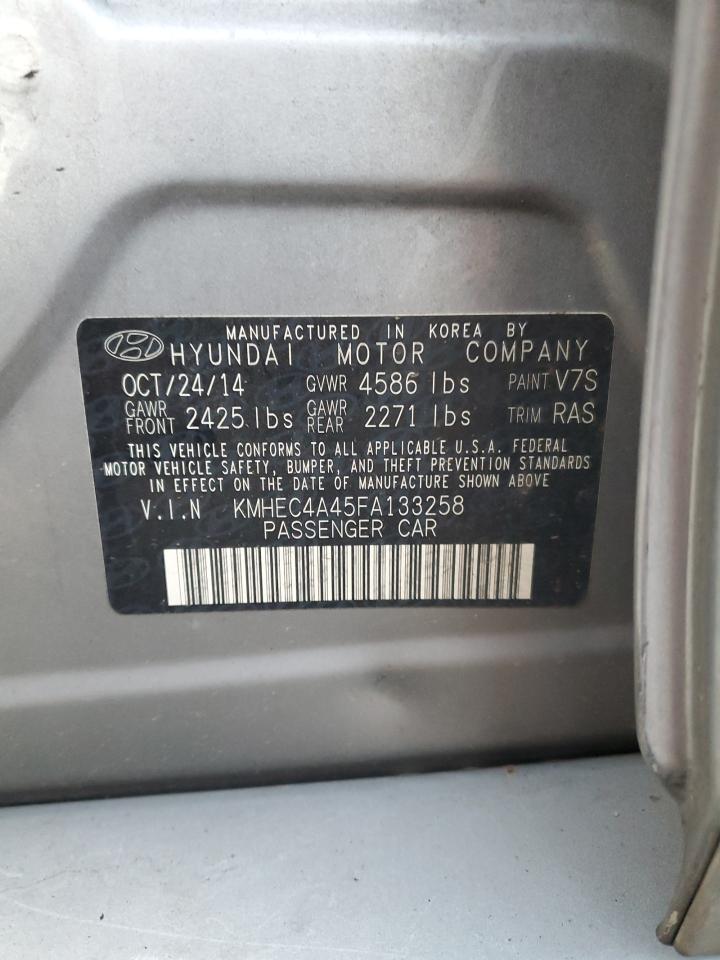 MANUFACTURED IN KOREA BY
HYUNDAI MOTOR COMPANY
OCT/24/14 GVWR 4586 lbs PAINT V7S
GAWR FRONT 2425 lbs GAWR REAR 2271 lbs TRIM RAS
THIS VEHICLE CONFORMS TO ALL APPLICABLE U.S.A. FEDERAL
MOTOR VEHICLE SAFETY, BUMPER, AND THEFT PREVENTION STANDARDS
IN EFFECT ON THE DATE OF MANUFACTURE SHOWN ABOVE
V.I.N KMHEC4A45FA133258
PASSENGER CAR